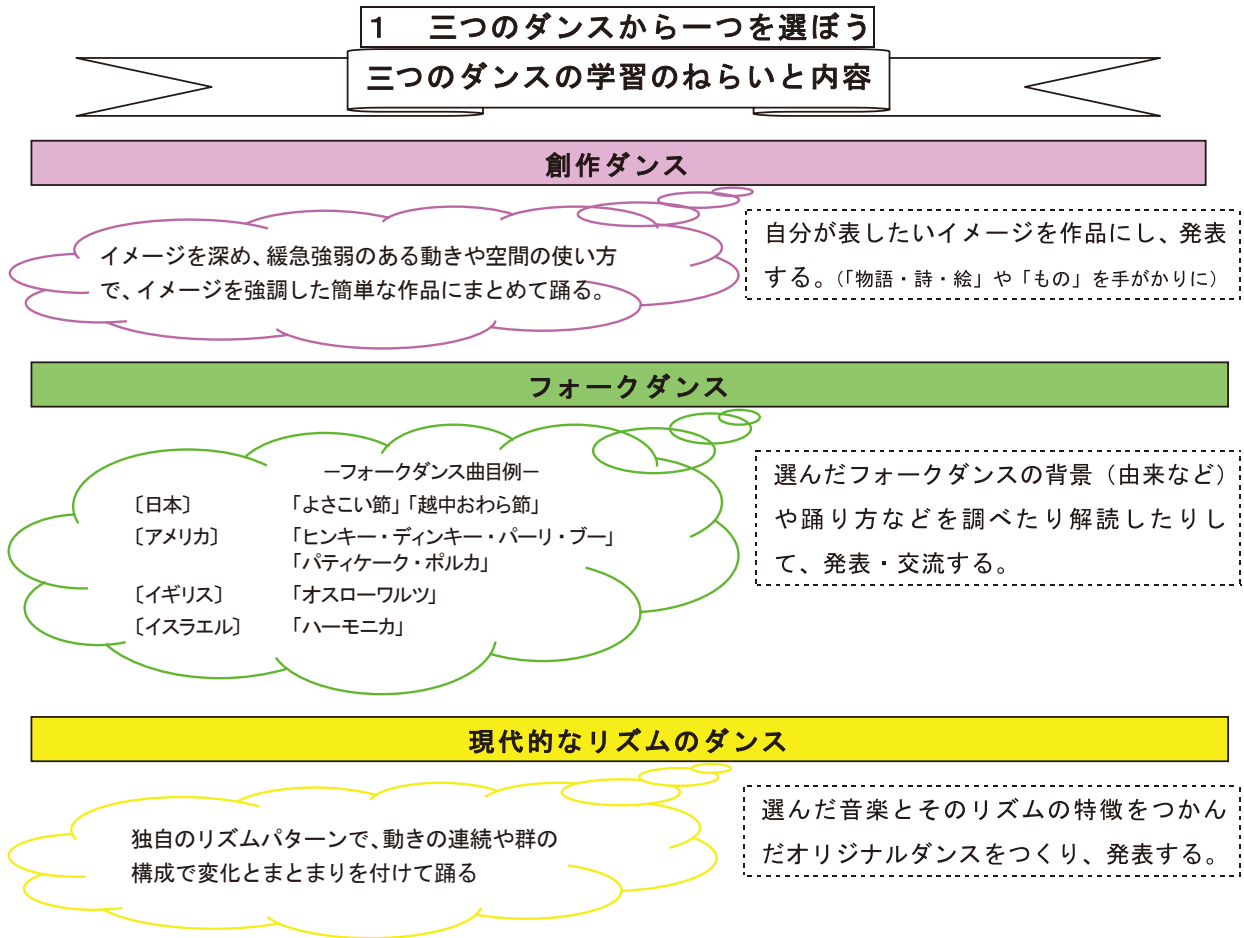 1　三つのダンスから一つを選ぼう
三つのダンスの学習のねらいと内容
創作ダンス
イメージを深め、緩急強弱のある動きや空間の使い方
で、イメージを強調した簡単な作品にまとめて踊る。
自分が表したいイメージを作品にし、発表
する。（「物語・詩・絵」や「もの」を手がかりに）
フォークダンス
－フォークダンス曲目例－
〔日本〕　「よさこい節」「越中おわら節」
〔アメリカ〕　「ヒンキー・ディンキー・パーリ・ブー」
「パティケーク・ポルカ」
〔イギリス〕　「オスローワルツ」
〔イスラエル〕　「ハーモニカ」
選んだフォークダンスの背景（由来など）
や踊り方などを調べたり解読したりし
て、発表・交流する。
現代的なリズムのダンス
独自のリズムパターンで、動きの連続や群の
構成で変化とまとまりを付けて踊る
選んだ音楽とそのリズムの特徴をつかん
だオリジナルダンスをつくり、発表する。